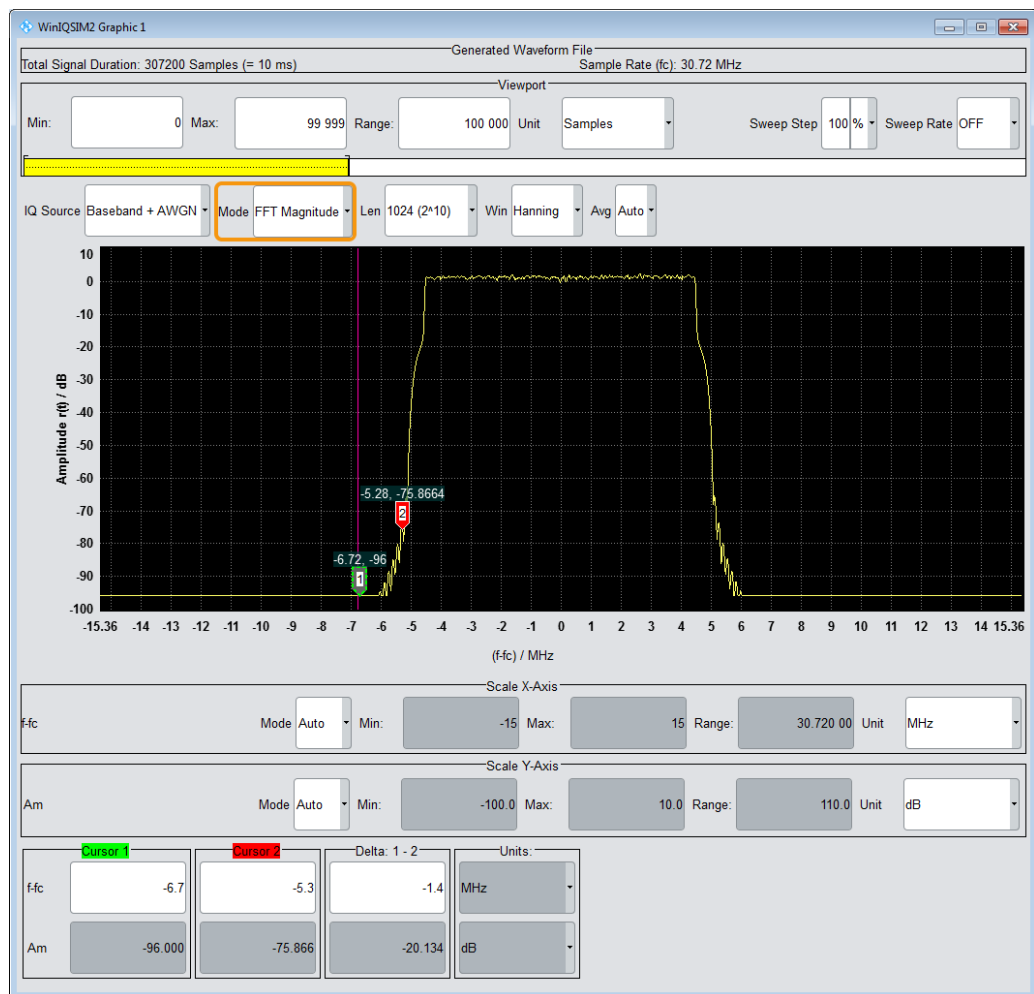 WinIQSIM2 Graphic 1
Generated Waveform File
Total Signal Duration: 307200 Samples (= 10 ms) Sample Rate (fc): 30.72 MHz
Viewport
Min: 0 Max: 99 999 Range: 100 000 Unit Samples Sweep Step 100 % Sweep Rate OFF
IQ Source Baseband + AWGN Mode FFT Magnitude Len 1024 (2^10) Win Hanning Avg Auto
10
0
-10
-20
-30
-40
-50
-60
-70
-80
-90
-100
Amplitude r(t) / dB
-5.28, -75.8664
2
-6.72, -96
1
-15.36 -14 -13 -12 -11 -10 -9 -8 -7 -6 -5 -4 -3 -2 -1 0 1 2 3 4 5 6 7 8 9 10 11 12 13 14 15.36
(f-fc) / MHz
Scale X-Axis
f-fc Mode Auto Min: -15 Max: 15 Range: 30.720 00 Unit MHz
Scale Y-Axis
Am Mode Auto Min: -100.0 Max: 10.0 Range: 110.0 Unit dB
Cursor 1 Cursor 2 Delta: 1 - 2 Units:
f-fc -6.7 -5.3 -1.4 MHz
Am -96.000 -75.866 -20.134 dB